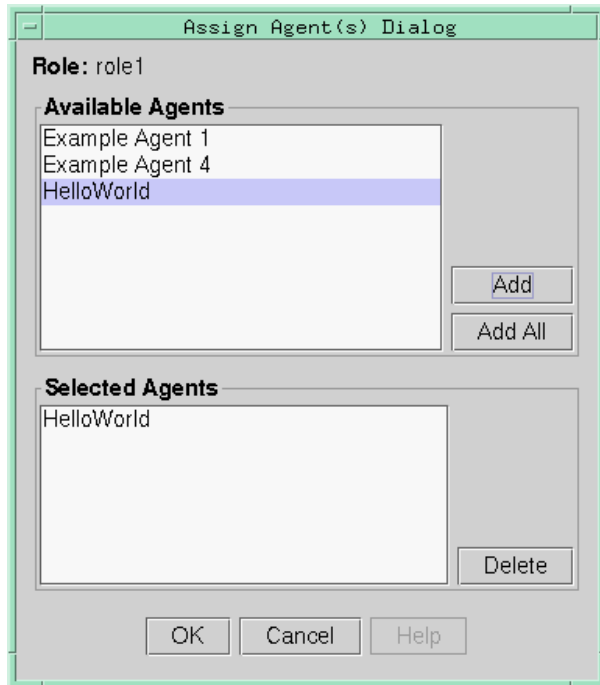 Assign Agent(s) Dialog
Role: role1
Available Agents
Example Agent 1
Example Agent 4
HelloWorld
Add
Add All
Selected Agents
HelloWorld
Delete
OK Cancel Help